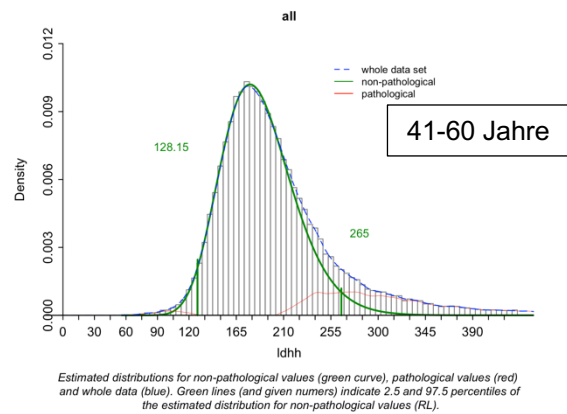 all
whole data set
non-pathological
pathological
41-60 Jahre
128.15
265
Density
0.000 0.003 0.006 0.009 0.012
0 30 60 90 120 165 210 255 300 345 390
ldhh
Estimated distributions for non-pathological values (green curve), pathological values (red)
and whole data (blue). Green lines (and given numers) indicate 2.5 and 97.5 percentiles of
the estimated distribution for non-pathological values (RL).